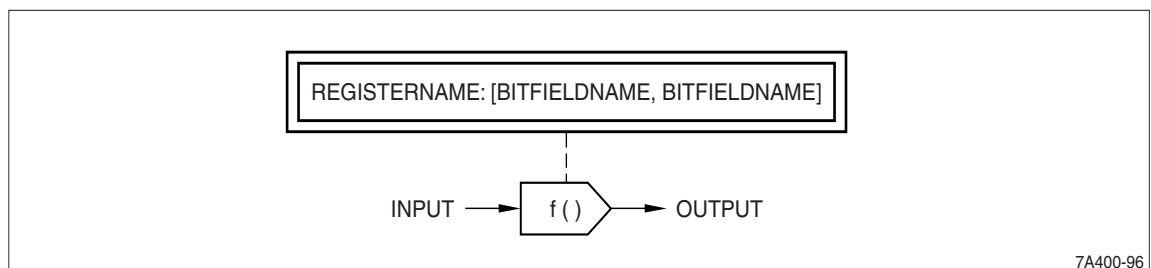 REGISTERNAME: [BITFIELDNAME, BITFIELDNAME]
INPUT f ( ) OUTPUT
7A400-96